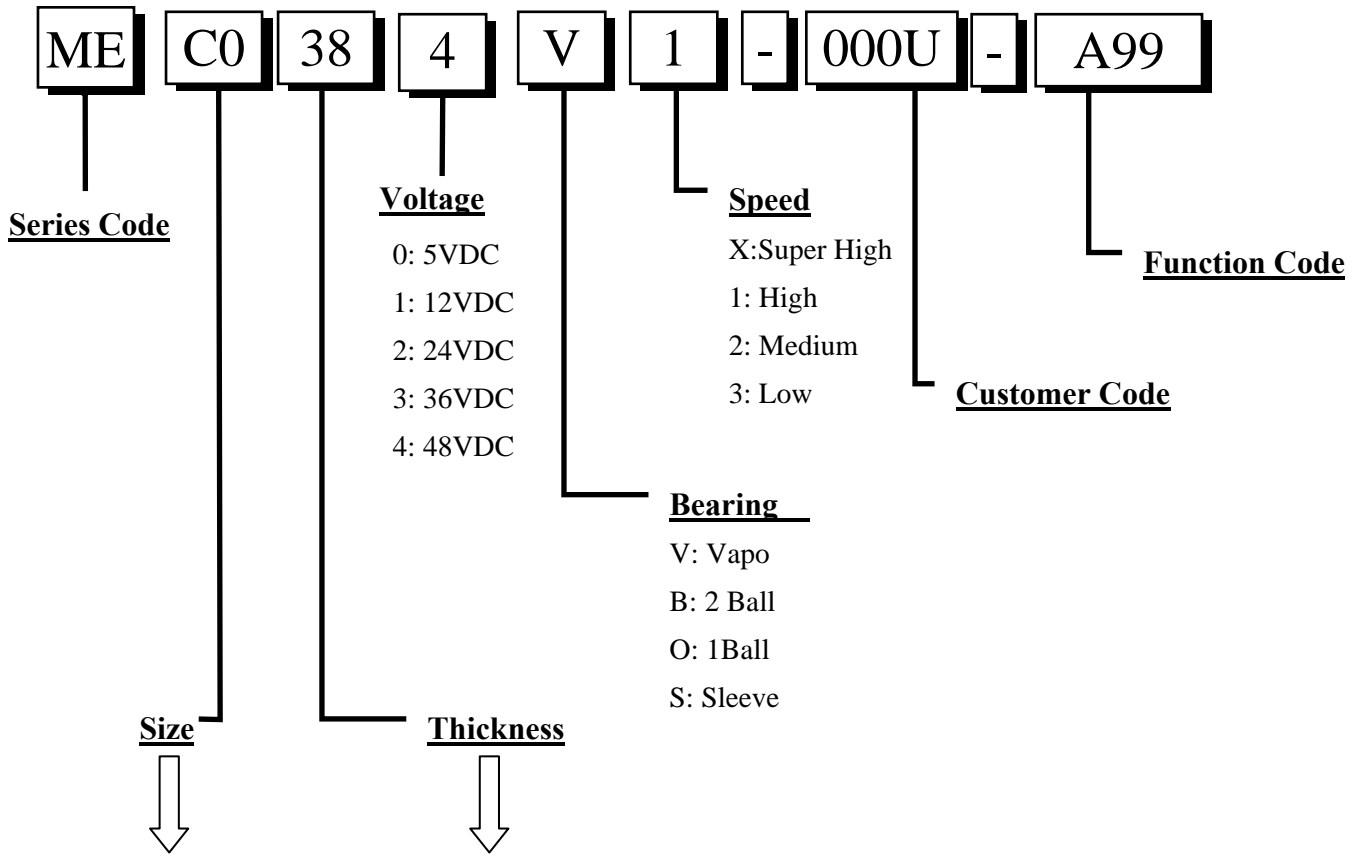 ME C0 38 4 V 1 - 000U - A99
Series Code
Voltage
0: 5VDC
1: 12VDC
2: 24VDC
3: 36VDC
4: 48VDC
Speed
X:Super High
1: High
2: Medium
3: Low
Function Code
Customer Code
Bearing
V: Vapo
B: 2 Ball
O: 1Ball
S: Sleeve
Size
Thickness